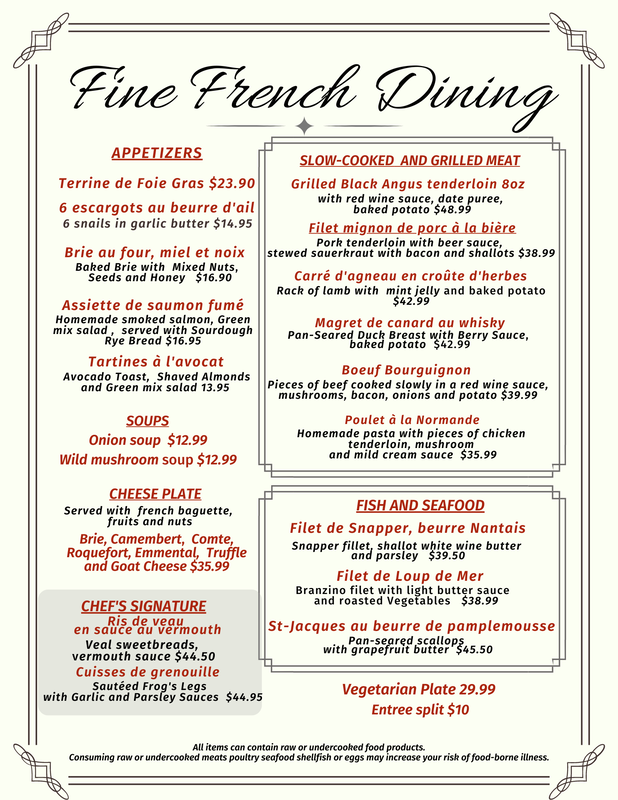 Fine French Dining
APPETIZERS
Terrine de Foie Gras $23.90
6 escargots au beurre d'ail
6 snails in garlic butter $14.95
Brie au four, miel et noix
Baked Brie with Mixed Nuts,
Seeds and Honey $16.90
Assiette de saumon fumé
Homemade smoked salmon, Green
mix salad , served with Sourdough
Rye Bread $16.95
Tartines à l'avocat
Avocado Toast, Shaved Almonds
and Green mix salad 13.95
SOUPS
Onion soup $12.99
Wild mushroom soup $12.99
CHEESE PLATE
Served with french baguette,
fruits and nuts
Brie, Camembert, Comte,
Roquefort, Emmental, Truffle
and Goat Cheese $35.99
CHEF'S SIGNATURE
Ris de veau
en sauce au vermouth
Veal sweetbreads,
vermouth sauce $44.50
Cuisses de grenouille
Sautéed Frog's Legs
with Garlic and Parsley Sauces $44.95
SLOW-COOKED AND GRILLED MEAT
Grilled Black Angus tenderloin 8oz
with red wine sauce, date puree,
baked potato $48.99
Filet mignon de porc à la bière
Pork tenderloin with beer sauce,
stewed sauerkraut with bacon and shallots $38.99
Carré d'agneau en croûte d'herbes
Rack of lamb with mint jelly and baked potato
$42.99
Magret de canard au whisky
Pan-Seared Duck Breast with Berry Sauce,
baked potato $42.99
Boeuf Bourguignon
Pieces of beef cooked slowly in a red wine sauce,
mushrooms, bacon, onions and potato $39.99
Poulet à la Normande
Homemade pasta with pieces of chicken
tenderloin, mushroom
and mild cream sauce $35.99
FISH AND SEAFOOD
Filet de Snapper, beurre Nantais
Snapper fillet, shallot white wine butter
and parsley $39.50
Filet de Loup de Mer
Branzino filet with light butter sauce
and roasted Vegetables $38.99
St-Jacques au beurre de pamplemousse
Pan-seared scallops
with grapefruit butter $45.50
Vegetarian Plate 29.99
Entree split $10
All items can contain raw or undercooked food products.
Consuming raw or undercooked meats poultry seafood shellfish or eggs may increase your risk of food-borne illness.